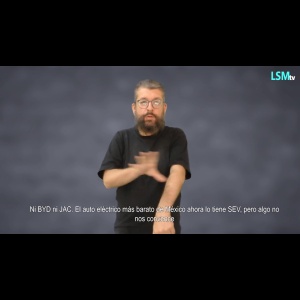 LSMtv
Ni BYD ni JAC. El auto eléctrico más barato de México ahora lo tiene SEV, pero algo no
nos convence